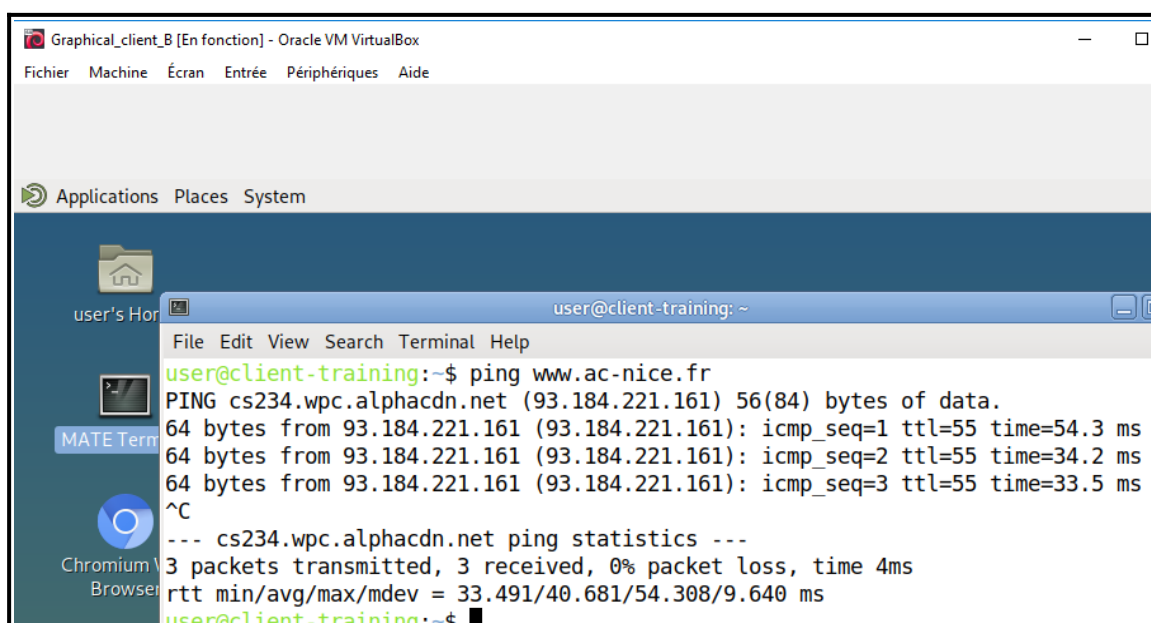 Graphical_client_B [En fonction] - Oracle VM VirtualBox
Fichier Machine Écran Entrée Périphériques Aide
Applications Places System
user's Hor
MATE Term
Chromium
Browser
user@client-training: ~
File Edit View Search Terminal Help
user@client-training:~$ ping www.ac-nice.fr
PING cs234.wpc.alphacdn.net (93.184.221.161) 56(84) bytes of data.
64 bytes from 93.184.221.161 (93.184.221.161): icmp_seq=1 ttl=55 time=54.3 ms
64 bytes from 93.184.221.161 (93.184.221.161): icmp_seq=2 ttl=55 time=34.2 ms
64 bytes from 93.184.221.161 (93.184.221.161): icmp_seq=3 ttl=55 time=33.5 ms
^C
--- cs234.wpc.alphacdn.net ping statistics ---
3 packets transmitted, 3 received, 0% packet loss, time 4ms
rtt min/avg/max/mdev = 33.491/40.681/54.308/9.640 ms
user@client-training:~$